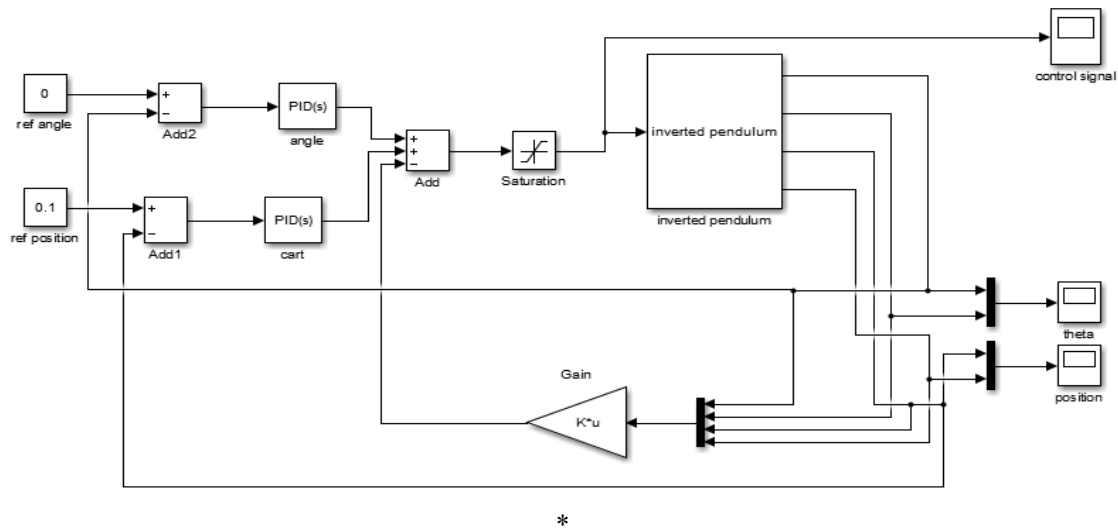 control signal
0
ref angle
+
−
Add2
PID(s)
angle
+
+
−
Add
Saturation
inverted pendulum
inverted pendulum
0.1
ref position
+
−
Add1
PID(s)
cart
theta
position
Gain
K*u
*